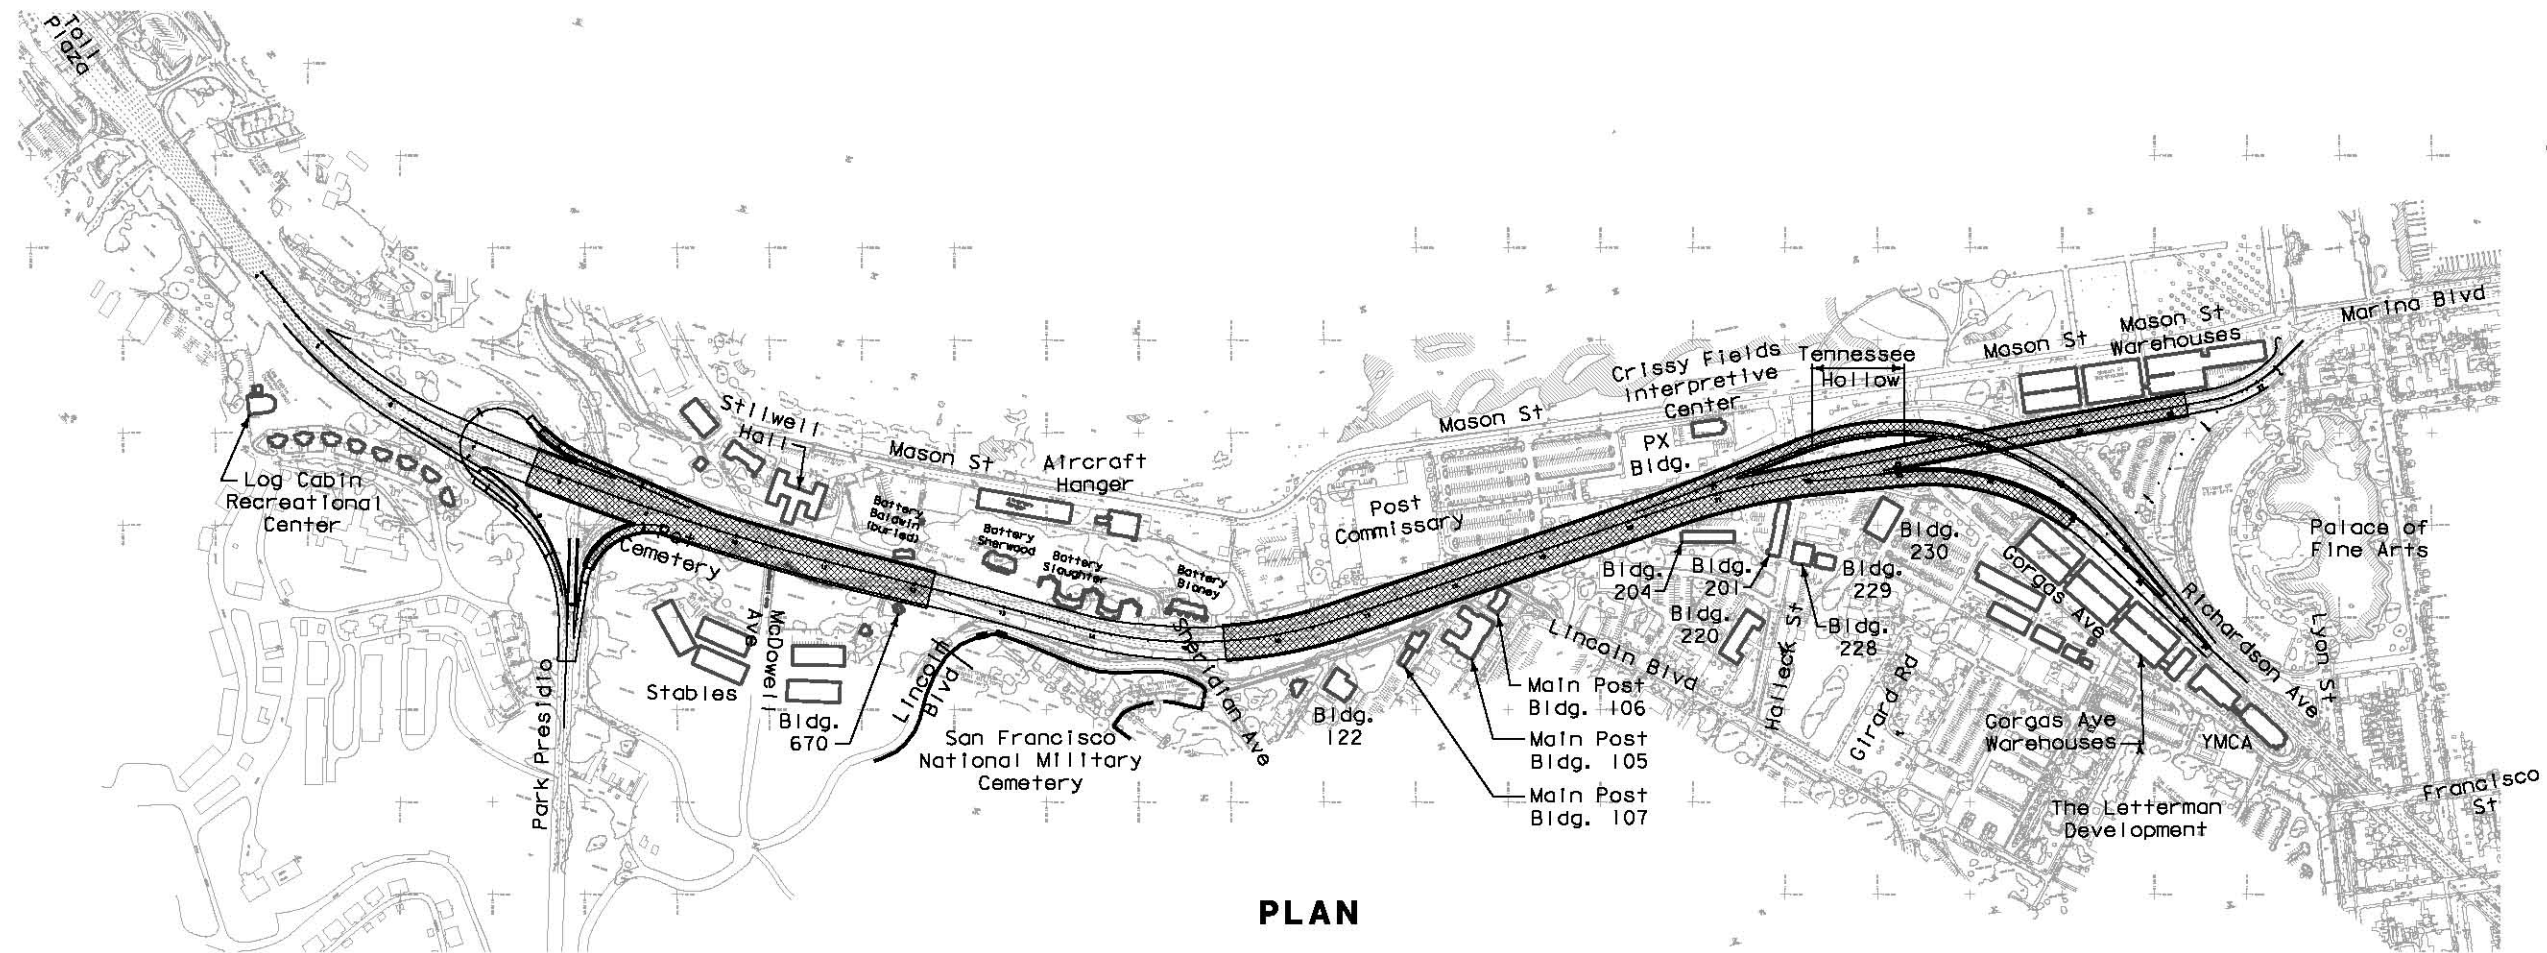 Toll
Plaza
Log Cabin
Recreational
Center
Park Presidio
Pet
Cemetery
Stilwell
Hall
Mason St
Aircraft
Hanger
Battery
Baldwin
(buried)
Battery
Sherwood
Battery
Slaughter
Battery
Blaney
Stables
McDowell
Ave
Bldg.
670
Lincoln
Blvd
San Francisco
National Military
Cemetery
Sheridan Ave
Bldg.
122
Post
Commissary
Mason St
Crissy Fields
Interpretive
Center
PX
Bldg.
Tennessee
Hollow
Mason St
Mason St
Warehouses
Marina Blvd
Bldg.
204
Bldg.
201
Bldg.
220
Bldg.
228
Bldg.
229
Bldg.
230
Lincoln Blvd
Main Post
Bldg. 106
Main Post
Bldg. 105
Main Post
Bldg. 107
Halleck St
Girard Rd
Gorgas Ave
Gorgas Ave
Warehouses
YMCA
Richardson Ave
Lyon St
Palace of
Fine Arts
The Letterman
Development
Francisco
St
PLAN